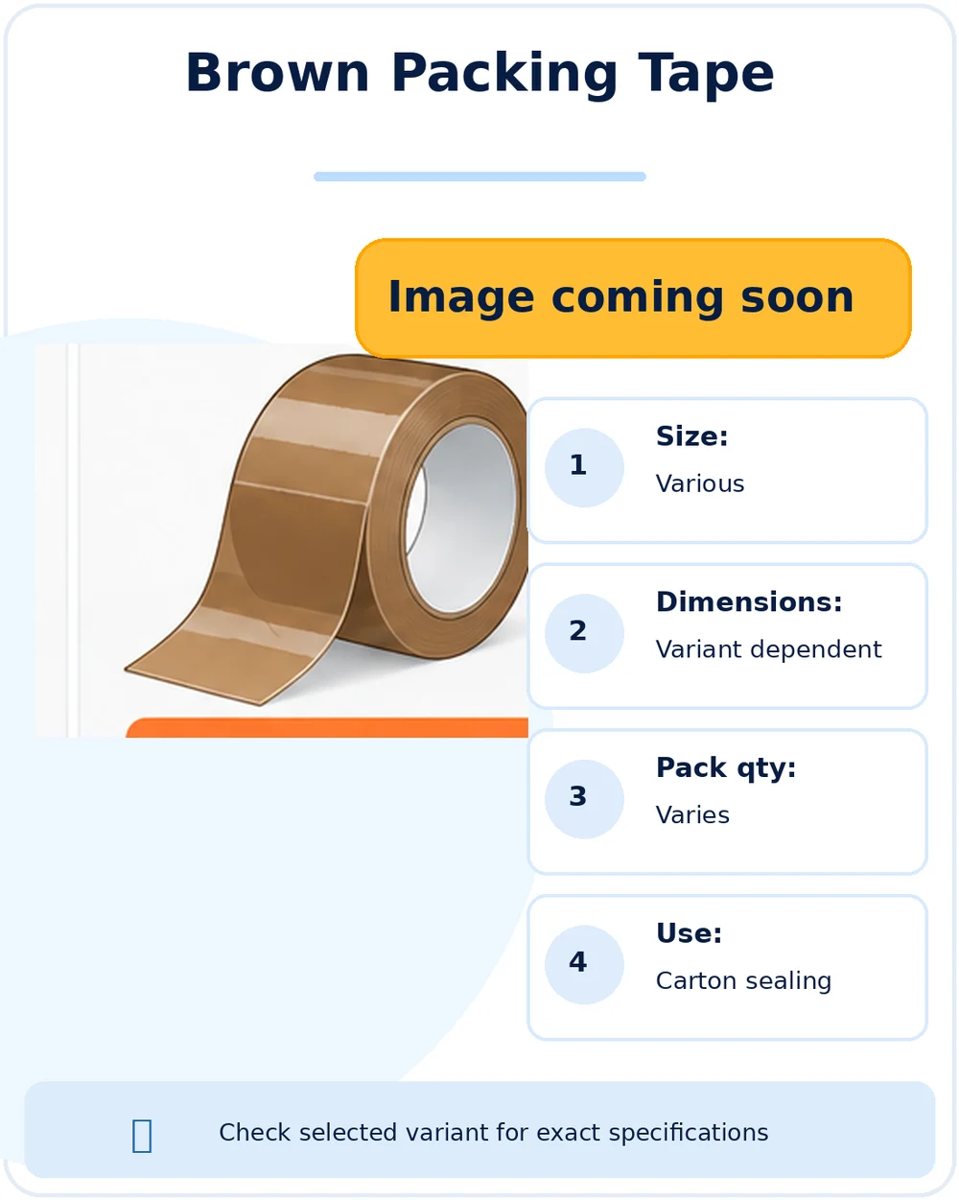 Brown Packing Tape
Image coming soon
1
Size:
Various
2
Dimensions:
Variant dependent
3
Pack qty:
Varies
4
Use:
Carton sealing
Check selected variant for exact specifications